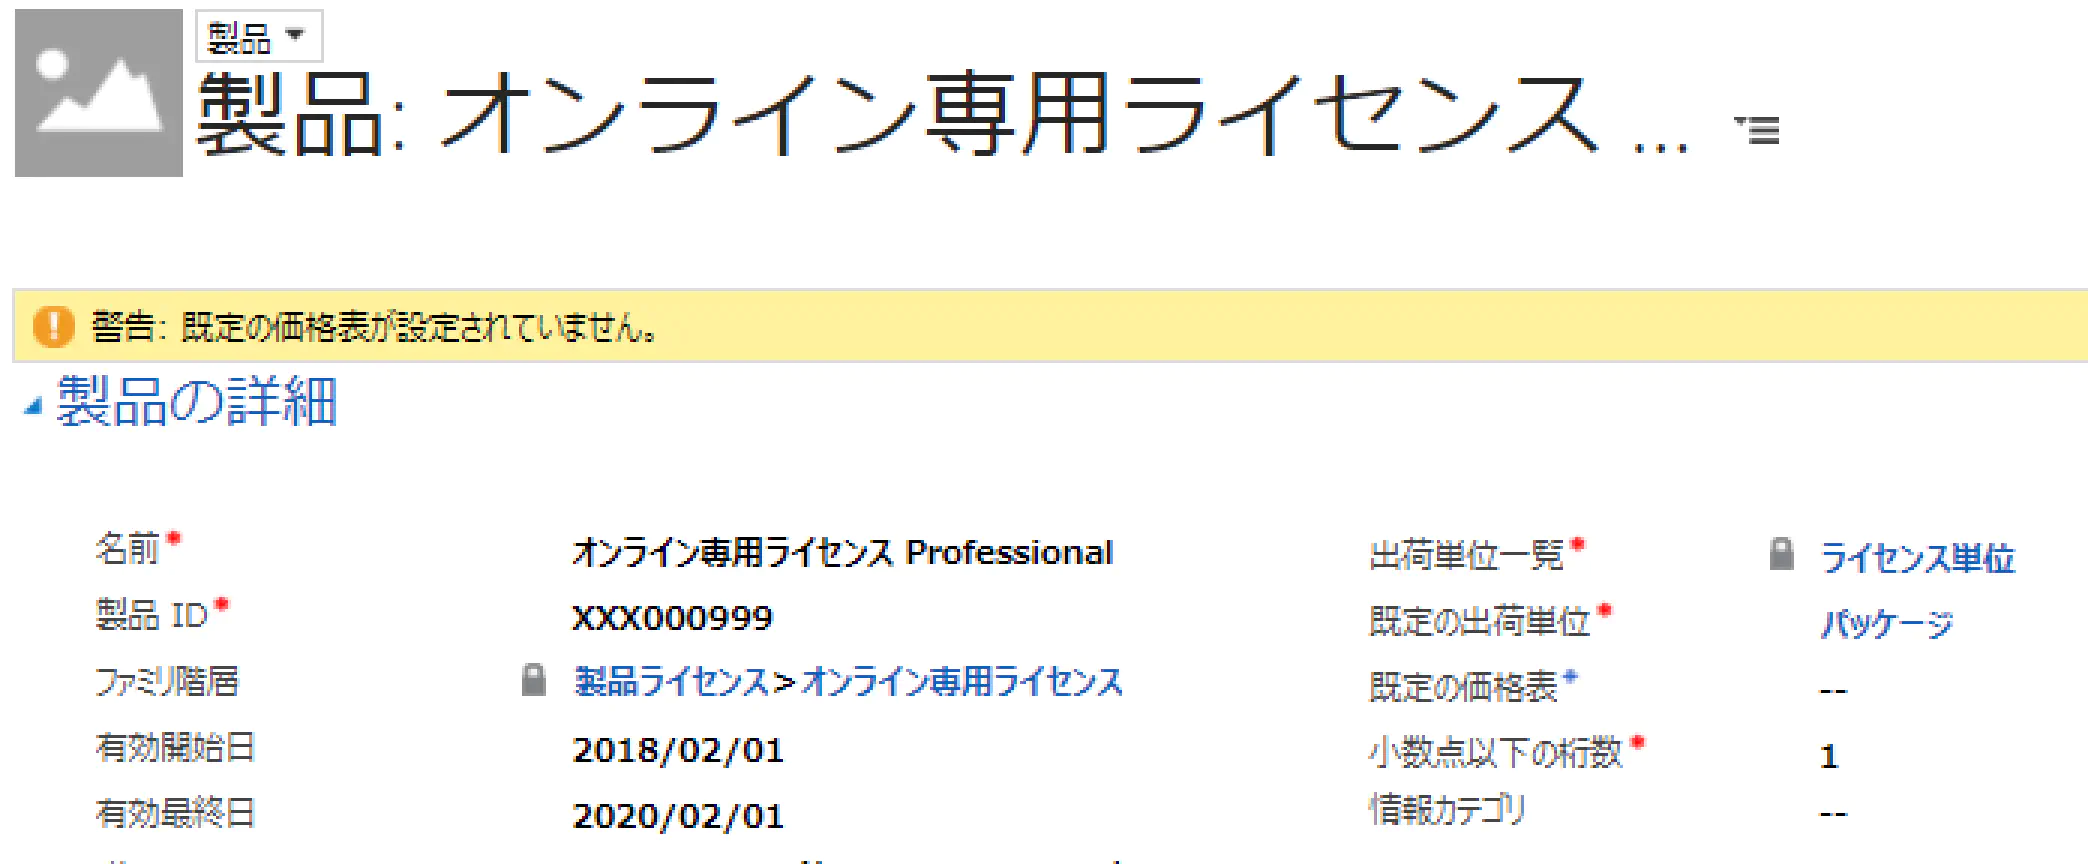 製品
製品: オンライン専用ライセンス ...
警告: 既定の価格表が設定されていません。
製品の詳細
名前* オンライン専用ライセンス Professional
製品 ID* XXX000999
ファミリ階層 製品ライセンス>オンライン専用ライセンス
有効開始日 2018/02/01
有効最終日 2020/02/01
出荷単位一覧* ライセンス単位
既定の出荷単位* パッケージ
既定の価格表+ --
小数点以下の桁数* 1
情報カテゴリ --